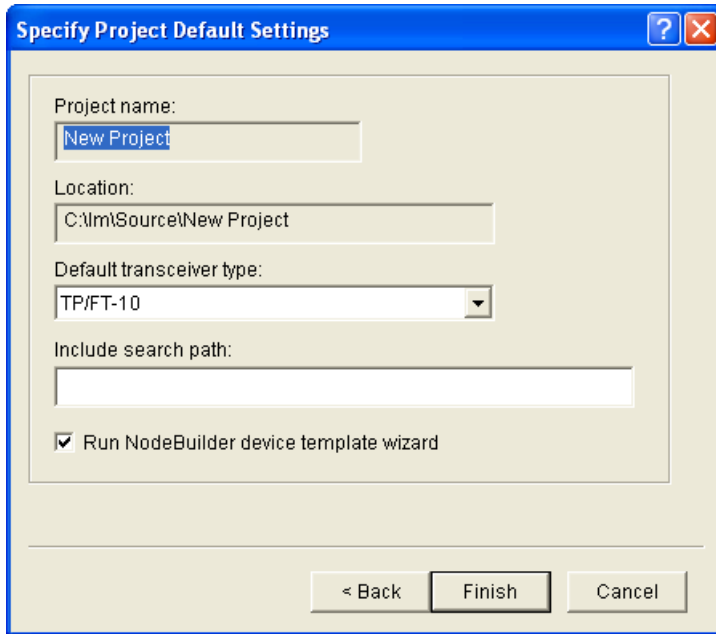 Specify Project Default Settings
?
Project name:
New Project
Location:
C:\lm\Source\New Project
Default transceiver type:
TP/FT-10
Include search path:
Run NodeBuilder device template wizard
< Back Finish Cancel